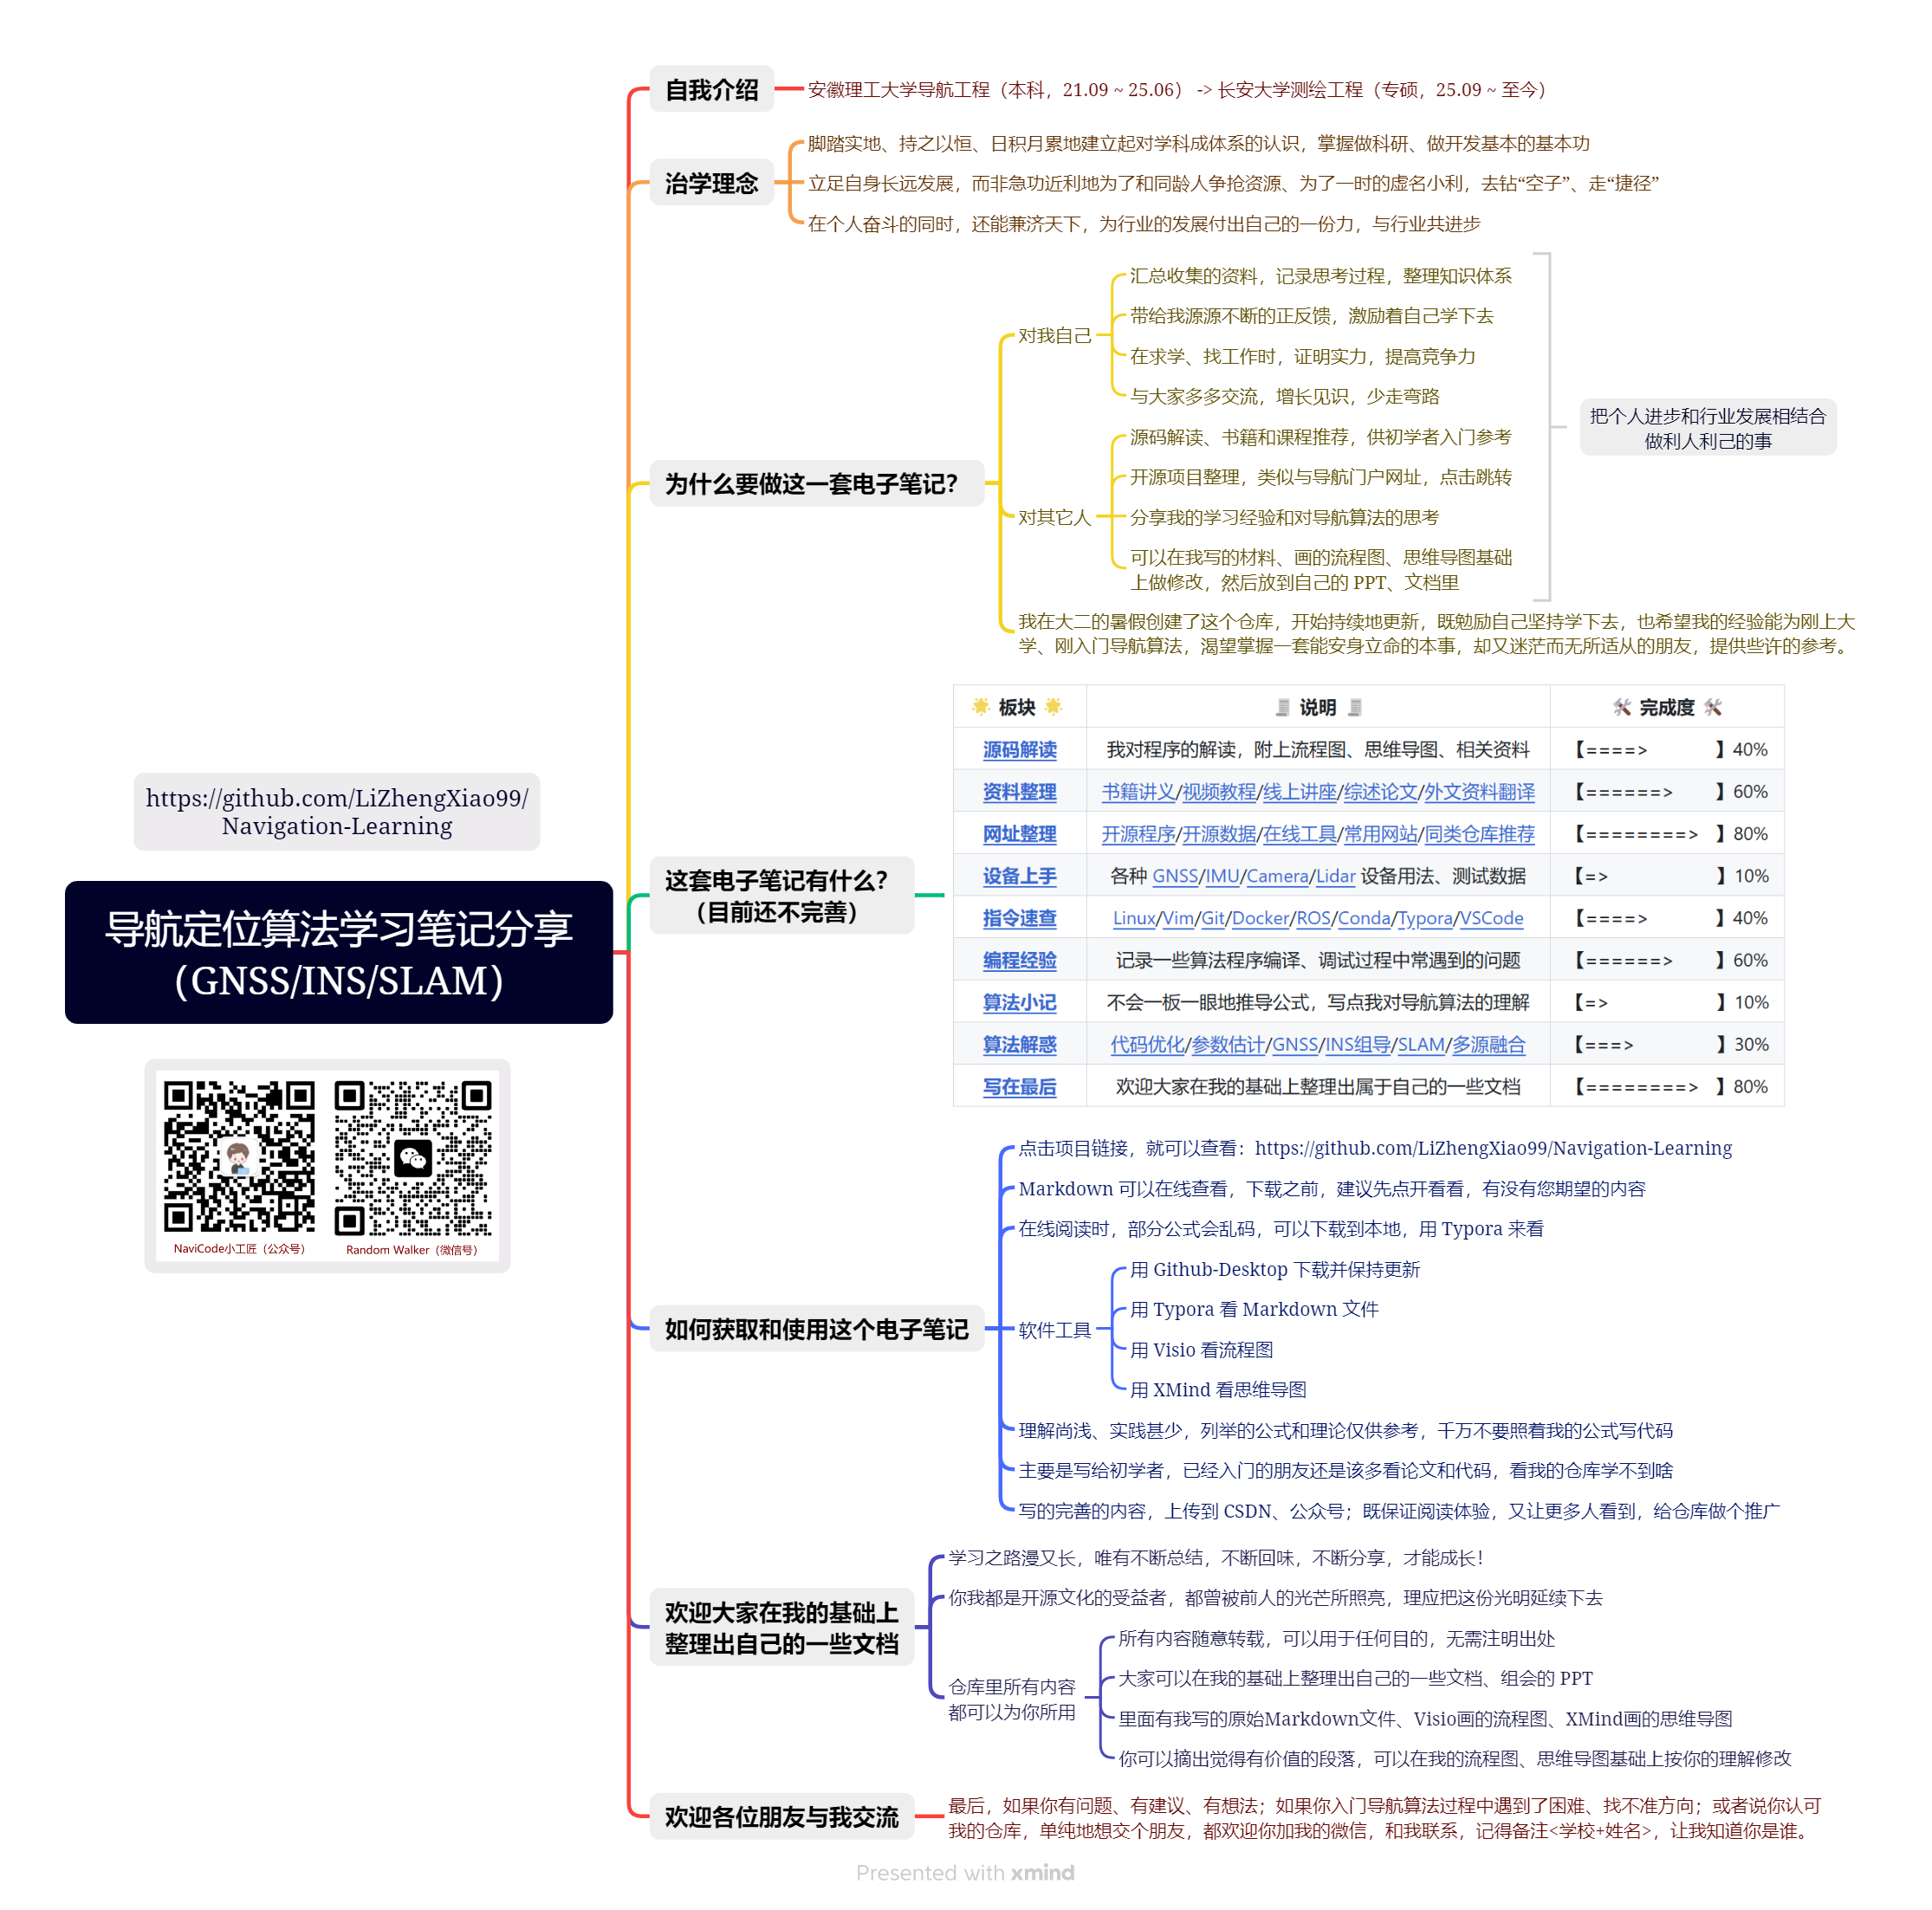 https://github.com/LiZhengXiao99/
Navigation-Learning
导航定位算法学习笔记分享
（GNSS/INS/SLAM）
NaviCode小工匠（公众号）
Random Walker（微信号）
自我介绍
安徽理工大学导航工程（本科，21.09 ~ 25.06） -> 长安大学测绘工程（专硕，25.09 ~ 至今）
治学理念
脚踏实地、持之以恒、日积月累地建立起对学科成体系的认识，掌握做科研、做开发基本的基本功
立足自身长远发展，而非急功近利地为了和同龄人争抢资源、为了一时的虚名小利，去钻“空子”、走“捷径”
在个人奋斗的同时，还能兼济天下，为行业的发展付出自己的一份力，与行业共进步
为什么要做这一套电子笔记？
对我自己
汇总收集的资料，记录思考过程，整理知识体系
带给我源源不断的正反馈，激励着自己学下去
在求学、找工作时，证明实力，提高竞争力
与大家多多交流，增长见识，少走弯路
对其它人
源码解读、书籍和课程推荐，供初学者入门参考
开源项目整理，类似与导航门户网址，点击跳转
分享我的学习经验和对导航算法的思考
可以在我写的材料、画的流程图、思维导图基础
上做修改，然后放到自己的 PPT、文档里
把个人进步和行业发展相结合
做利人利己的事
我在大二的暑假创建了这个仓库，开始持续地更新，既勉励自己坚持学下去，也希望我的经验能为刚上大
学、刚入门导航算法，渴望掌握一套能安身立命的本事，却又迷茫而无所适从的朋友，提供些许的参考。
这套电子笔记有什么？
（目前还不完善）
🌟 板块 🌟 📜 说明 📜 🛠 完成度 🛠
源码解读 我对程序的解读，附上流程图、思维导图、相关资料 【====> 】40%
资料整理 书籍讲义/视频教程/线上讲座/综述论文/外文资料翻译 【======> 】60%
网址整理 开源程序/开源数据/在线工具/常用网站/同类仓库推荐 【========> 】80%
设备上手 各种 GNSS/IMU/Camera/Lidar 设备用法、测试数据 【=> 】10%
指令速查 Linux/Vim/Git/Docker/ROS/Conda/Typora/VSCode 【====> 】40%
编程经验 记录一些算法程序编译、调试过程中常遇到的问题 【======> 】60%
算法小记 不会一板一眼地推导公式，写点我对导航算法的理解 【=> 】10%
算法解惑 代码优化/参数估计/GNSS/INS组导/SLAM/多源融合 【===> 】30%
写在最后 欢迎大家在我的基础上整理出属于自己的一些文档 【========> 】80%
如何获取和使用这个电子笔记
点击项目链接，就可以查看：https://github.com/LiZhengXiao99/Navigation-Learning
Markdown 可以在线查看，下载之前，建议先点开看看，有没有您期望的内容
在线阅读时，部分公式会乱码，可以下载到本地，用 Typora 来看
软件工具
用 Github-Desktop 下载并保持更新
用 Typora 看 Markdown 文件
用 Visio 看流程图
用 XMind 看思维导图
理解尚浅、实践甚少，列举的公式和理论仅供参考，千万不要照着我的公式写代码
主要是写给初学者，已经入门的朋友还是该多看论文和代码，看我的仓库学不到啥
写的完善的内容，上传到 CSDN、公众号；既保证阅读体验，又让更多人看到，给仓库做个推广
欢迎大家在我的基础上
整理出自己的一些文档
学习之路漫又长，唯有不断总结，不断回味，不断分享，才能成长！
你我都是开源文化的受益者，都曾被前人的光芒所照亮，理应把这份光明延续下去
仓库里所有内容
都可以为你所用
所有内容随意转载，可以用于任何目的，无需注明出处
大家可以在我的基础上整理出自己的一些文档、组会的 PPT
里面有我写的原始Markdown文件、Visio画的流程图、XMind画的思维导图
你可以摘出觉得有价值的段落，可以在我的流程图、思维导图基础上按你的理解修改
欢迎各位朋友与我交流
最后，如果你有问题、有建议、有想法；如果你入门导航算法过程中遇到了困难、找不准方向；或者说你认可
我的仓库，单纯地想交个朋友，都欢迎你加我的微信，和我联系，记得备注<学校+姓名>，让我知道你是谁。
Presented with xmind